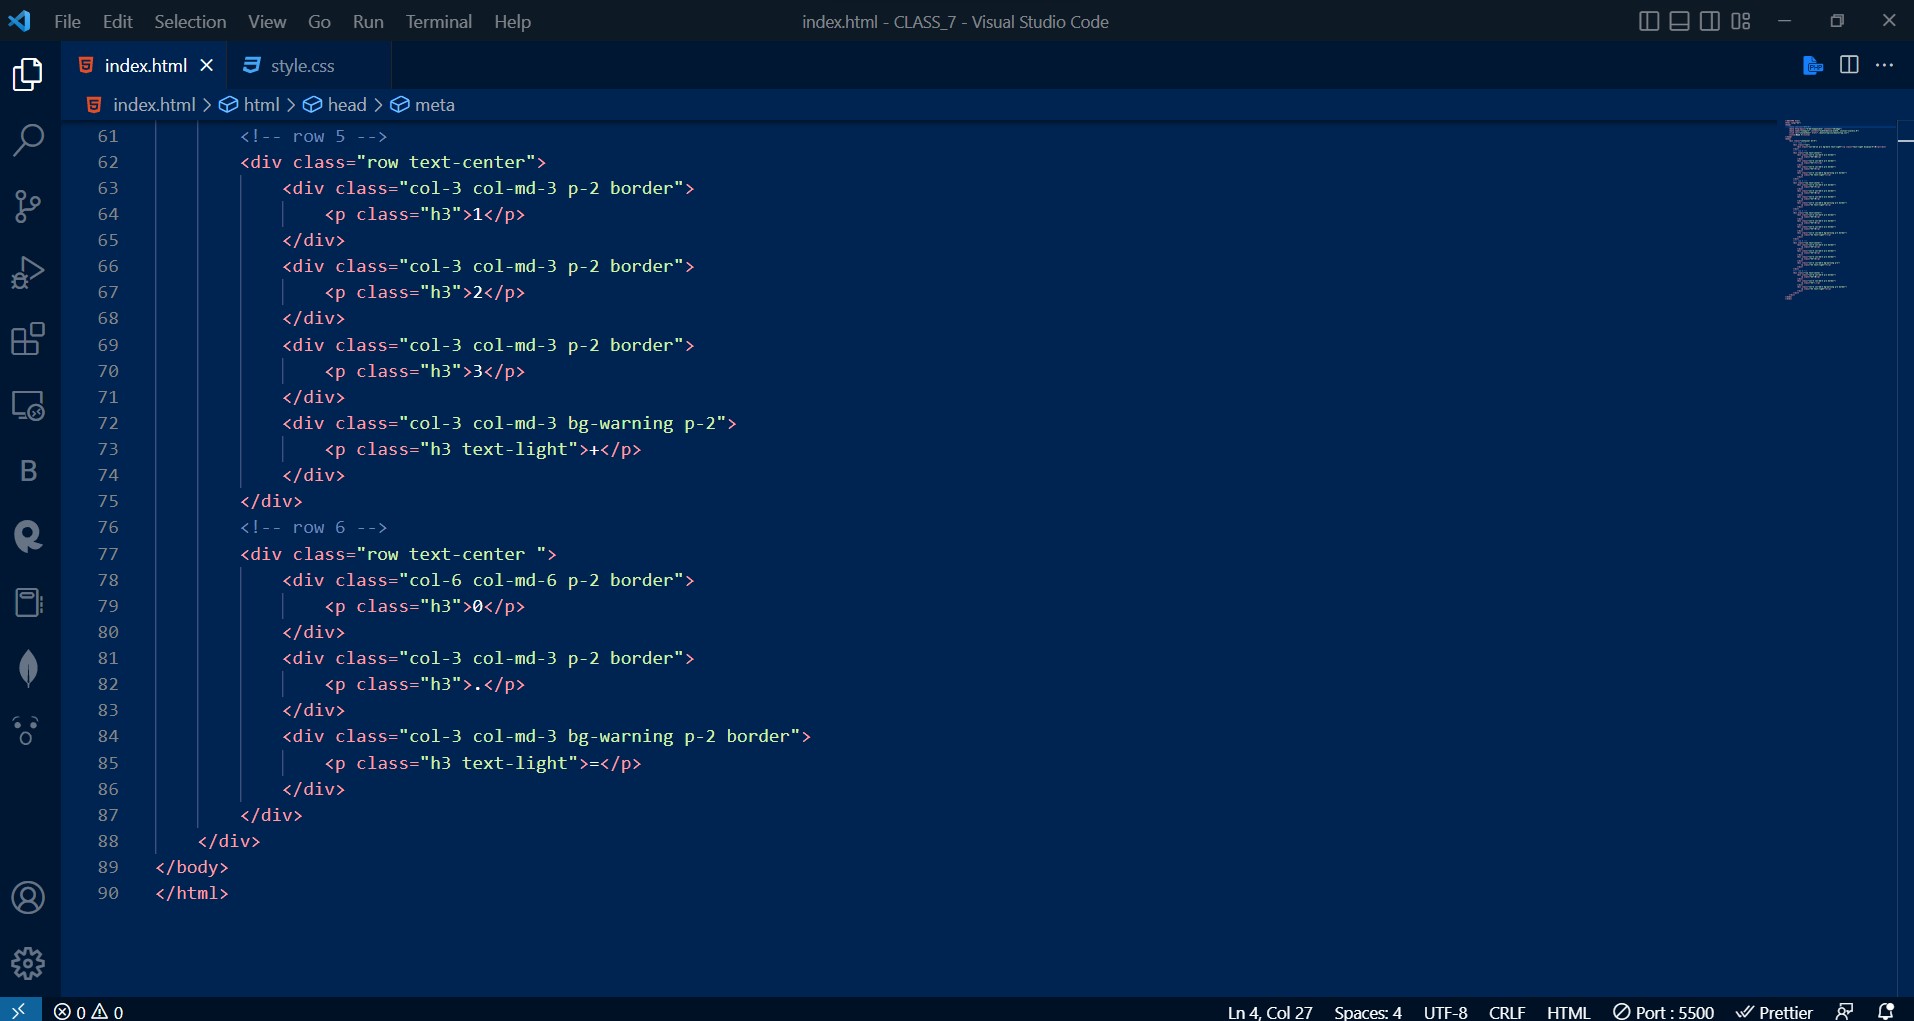 File Edit Selection View Go Run Terminal Help index.html - CLASS_7 - Visual Studio Code
index.html style.css
index.html > html > head > meta
61 <!-- row 5 -->
62 <div class="row text-center">
63 <div class="col-3 col-md-3 p-2 border">
64 <p class="h3">1</p>
65 </div>
66 <div class="col-3 col-md-3 p-2 border">
67 <p class="h3">2</p>
68 </div>
69 <div class="col-3 col-md-3 p-2 border">
70 <p class="h3">3</p>
71 </div>
72 <div class="col-3 col-md-3 bg-warning p-2">
73 <p class="h3 text-light">+</p>
74 </div>
75 </div>
76 <!-- row 6 -->
77 <div class="row text-center ">
78 <div class="col-6 col-md-6 p-2 border">
79 <p class="h3">0</p>
80 </div>
81 <div class="col-3 col-md-3 p-2 border">
82 <p class="h3">.</p>
83 </div>
84 <div class="col-3 col-md-3 bg-warning p-2 border">
85 <p class="h3 text-light">=</p>
86 </div>
87 </div>
88 </div>
89 </body>
90 </html>
B
0 0 Ln 4, Col 27 Spaces: 4 UTF-8 CRLF HTML Port : 5500 Prettier